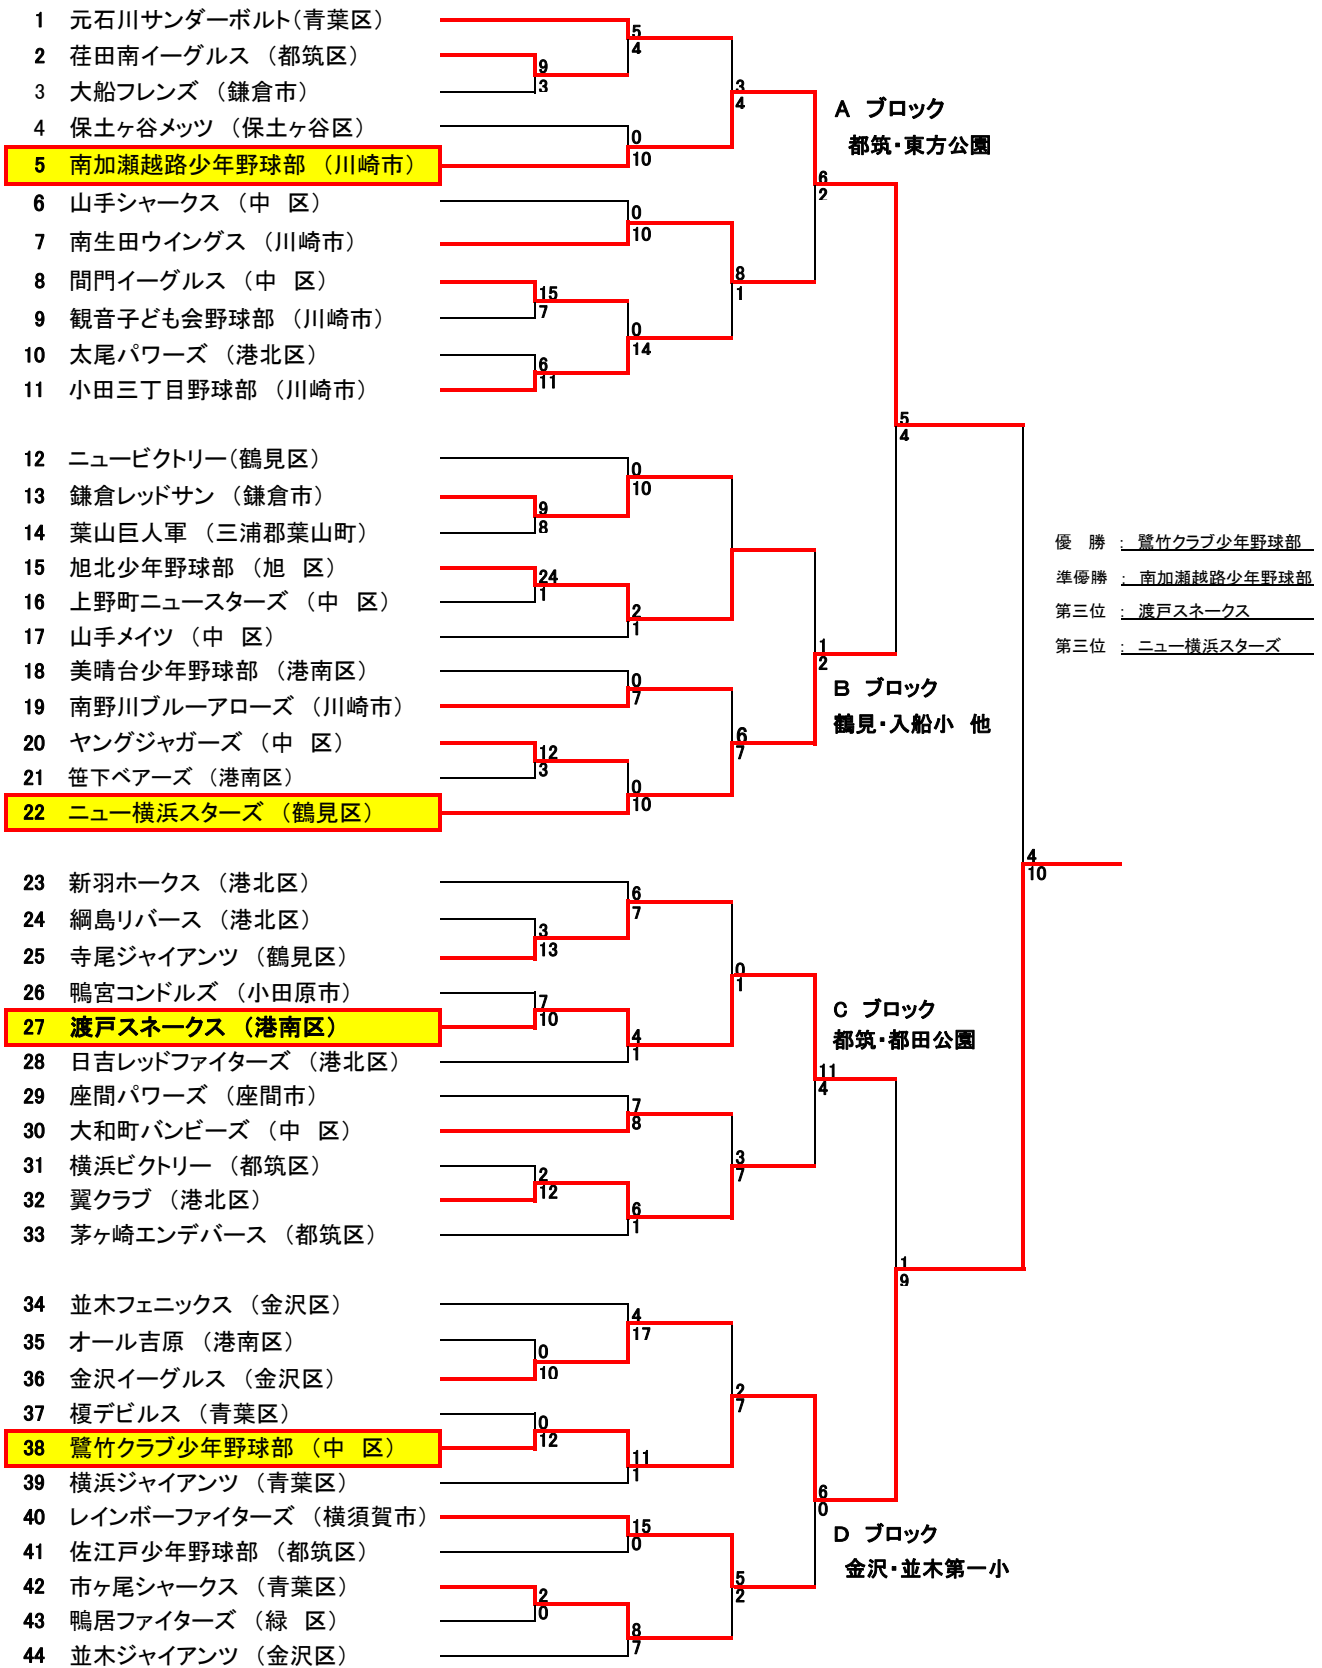 1 元石川サンダーボルト(青葉区)
2 荏田南イーグルス (都筑区)
3 大船フレンズ (鎌倉市)
4 保土ヶ谷メッツ (保土ヶ谷区)
5 南加瀬越路少年野球部 (川崎市)
6 山手シャークス (中 区)
7 南生田ウイングス (川崎市)
8 間門イーグルス (中 区)
9 観音子ども会野球部 (川崎市)
10 太尾パワーズ (港北区)
11 小田三丁目野球部 (川崎市)
5
4
9
3
3
4
0
10
6
2
0
10
8
1
15
7
0
14
6
11
A ブロック
都筑・東方公園
12 ニュービクトリー(鶴見区)
13 鎌倉レッドサン (鎌倉市)
14 葉山巨人軍 (三浦郡葉山町)
15 旭北少年野球部 (旭 区)
16 上野町ニュースターズ (中 区)
17 山手メイツ (中 区)
18 美晴台少年野球部 (港南区)
19 南野川ブルーアローズ (川崎市)
20 ヤングジャガーズ (中 区)
21 笹下ベアーズ (港南区)
22 ニュー横浜スターズ (鶴見区)
5
4
0
10
9
8
24
1
2
1
1
2
0
7
6
7
12
3
0
10
B ブロック
鶴見・入船小 他
優 勝 : 鷺竹クラブ少年野球部
準優勝 : 南加瀬越路少年野球部
第三位 : 渡戸スネークス
第三位 : ニュー横浜スターズ
4
10
23 新羽ホークス (港北区)
24 綱島リバース (港北区)
25 寺尾ジャイアンツ (鶴見区)
26 鴨宮コンドルズ (小田原市)
27 渡戸スネークス (港南区)
28 日吉レッドファイターズ (港北区)
29 座間パワーズ (座間市)
30 大和町バンビーズ (中 区)
31 横浜ビクトリー (都筑区)
32 翼クラブ (港北区)
33 茅ヶ崎エンデバース (都筑区)
6
7
3
13
0
1
7
10
4
1
11
4
7
8
3
7
2
12
6
1
C ブロック
都筑・都田公園
1
9
34 並木フェニックス (金沢区)
35 オール吉原 (港南区)
36 金沢イーグルス (金沢区)
37 榎デビルス (青葉区)
38 鷺竹クラブ少年野球部 (中 区)
39 横浜ジャイアンツ (青葉区)
40 レインボーファイターズ (横須賀市)
41 佐江戸少年野球部 (都筑区)
42 市ヶ尾シャークス (青葉区)
43 鴨居ファイターズ (緑 区)
44 並木ジャイアンツ (金沢区)
4
17
0
10
2
7
0
12
11
1
6
0
15
0
5
2
2
0
8
7
D ブロック
金沢・並木第一小